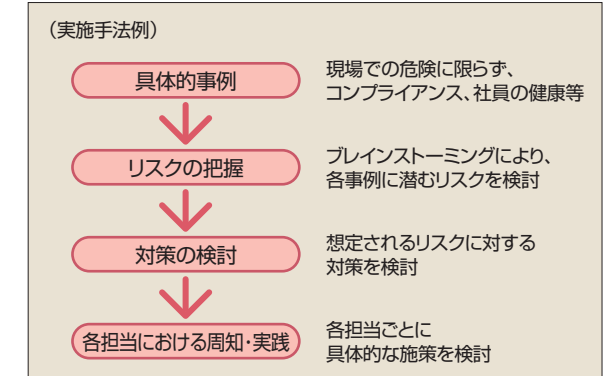 （実施手法例）
具体的事例
現場での危険に限らず、
コンプライアンス、社員の健康等
リスクの把握
ブレインストーミングにより、
各事例に潜むリスクを検討
対策の検討
想定されるリスクに対する
対策を検討
各担当における周知・実践
各担当ごとに
具体的な施策を検討